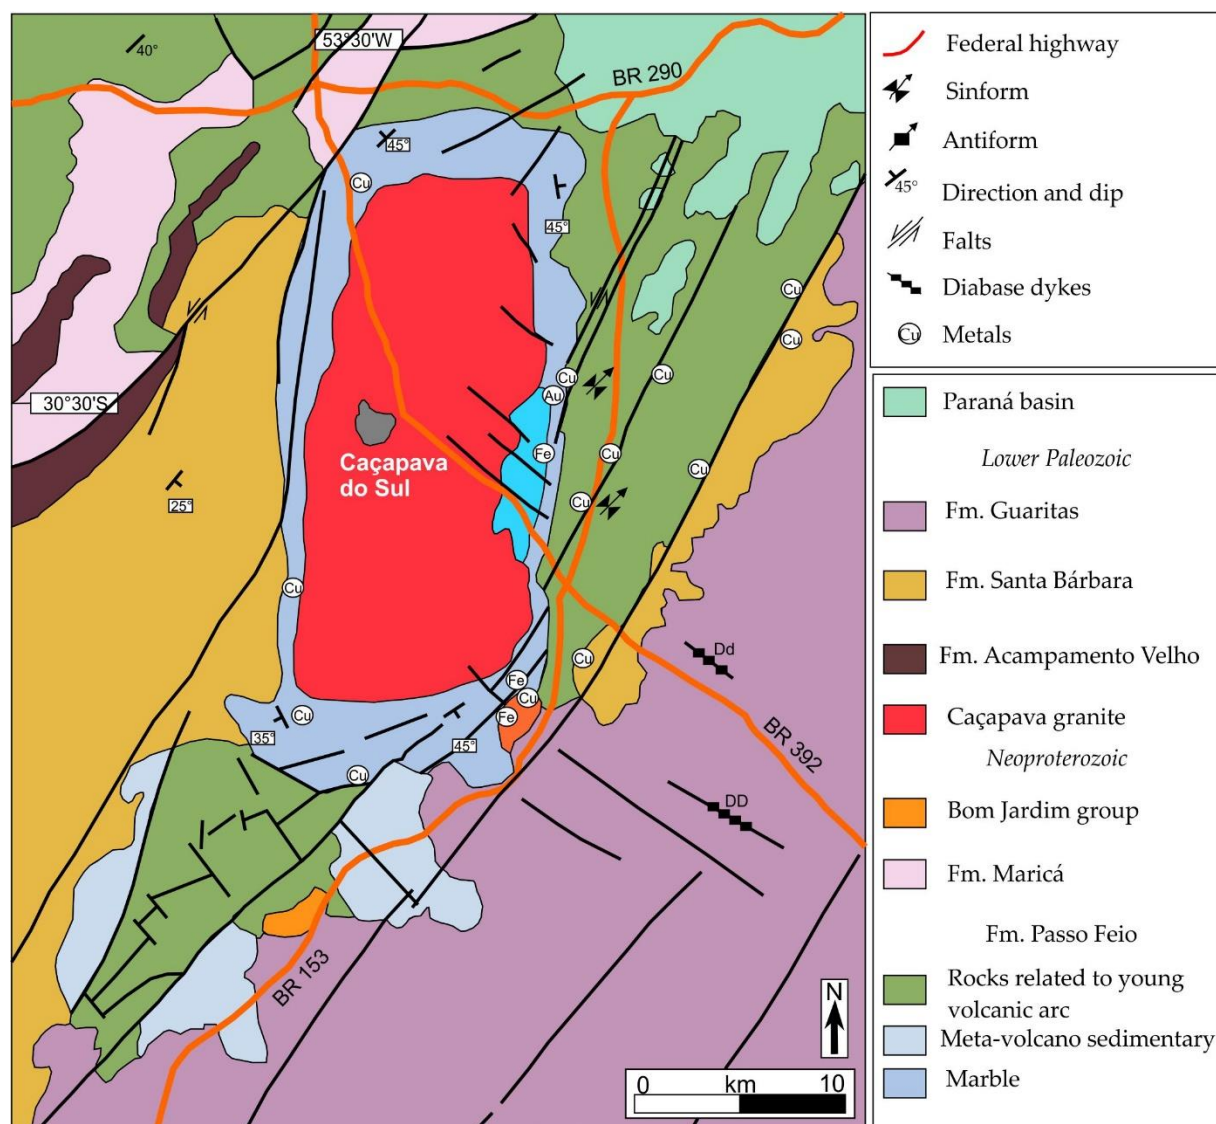 53°30'W
40°
BR 290
45°
Cu
45°
Cu
Cu
Cu
Cu
Au
30°30'S
Cu
Fe
Caçapava
do Sul
Cu
25°
Cu
Cu
Cu
Dd
Fe
Cu
Cu
Fe
35°
45°
BR 392
Cu
DD
BR 153
N
0 km 10
Federal highway
Sinform
Antiform
45° Direction and dip
Falts
Diabase dykes
Cu Metals
Paraná basin
Lower Paleozoic
Fm. Guaritas
Fm. Santa Bárbara
Fm. Acampamento Velho
Caçapava granite
Neoproterozoic
Bom Jardim group
Fm. Maricá
Fm. Passo Feio
Rocks related to young
volcanic arc
Meta-volcano sedimentary
Marble